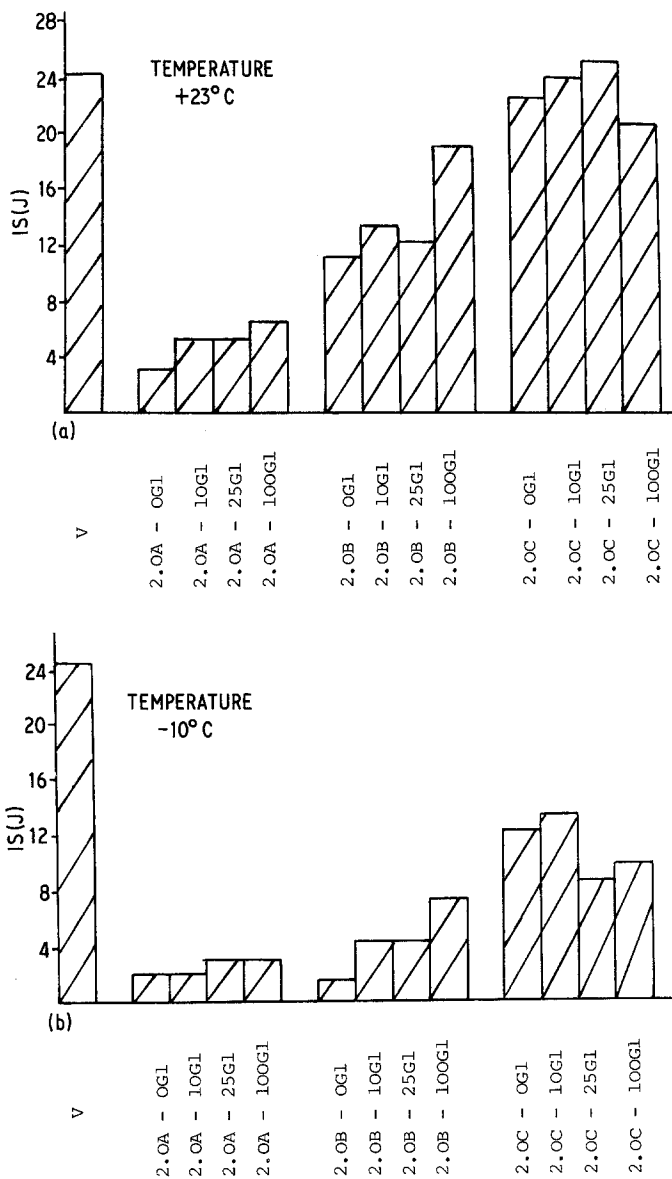 28
24
20
16
12
8
4
IS(J)
TEMPERATURE
+23°C
(a)
V
2.0A - 0Gl
2.0A - 10Gl
2.0A - 25Gl
2.0A - 100Gl
2.0B - 0Gl
2.0B - 10Gl
2.0B - 25Gl
2.0B - 100Gl
2.0C - 0Gl
2.0C - 10Gl
2.0C - 25Gl
2.0C - 100Gl
24
20
16
12
8
4
IS(J)
TEMPERATURE
-10°C
(b)
V
2.0A - 0Gl
2.0A - 10Gl
2.0A - 25Gl
2.0A - 100Gl
2.0B - 0Gl
2.0B - 10Gl
2.0B - 25Gl
2.0B - 100Gl
2.0C - 0Gl
2.0C - 10Gl
2.0C - 25Gl
2.0C - 100Gl